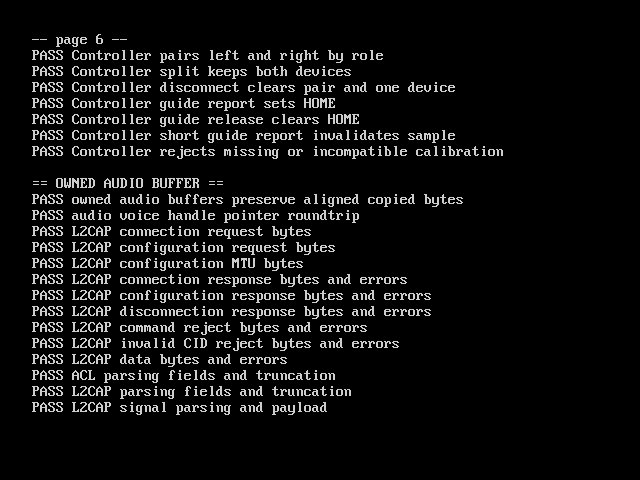 -- page 6 --
PASS Controller pairs left and right by role
PASS Controller split keeps both devices
PASS Controller disconnect clears pair and one device
PASS Controller guide report sets HOME
PASS Controller guide release clears HOME
PASS Controller short guide report invalidates sample
PASS Controller rejects missing or incompatible calibration
== OWNED AUDIO BUFFER ==
PASS owned audio buffers preserve aligned copied bytes
PASS audio voice handle pointer roundtrip
PASS L2CAP connection request bytes
PASS L2CAP configuration request bytes
PASS L2CAP configuration MTU bytes
PASS L2CAP connection response bytes and errors
PASS L2CAP configuration response bytes and errors
PASS L2CAP disconnection response bytes and errors
PASS L2CAP command reject bytes and errors
PASS L2CAP invalid CID reject bytes and errors
PASS L2CAP data bytes and errors
PASS ACL parsing fields and truncation
PASS L2CAP parsing fields and truncation
PASS L2CAP signal parsing and payload